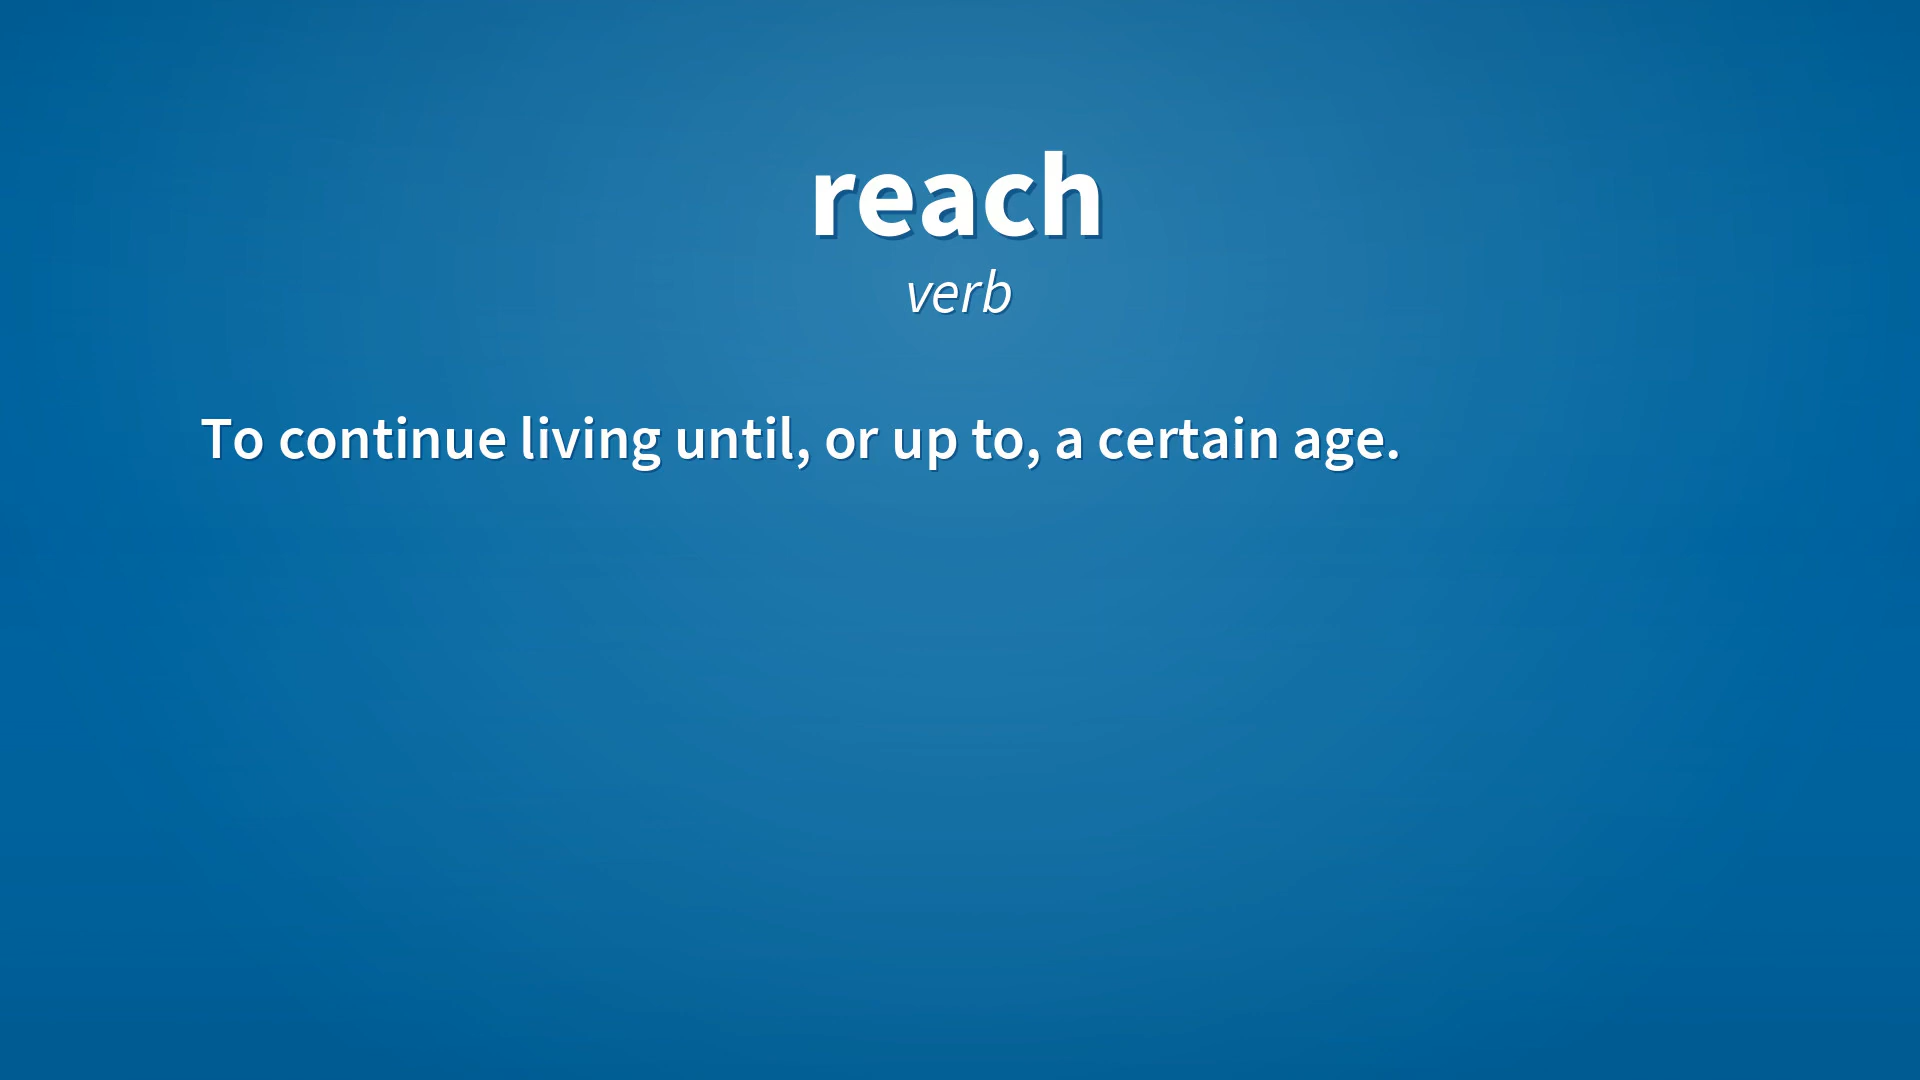 reach
verb
To continue living until, or up to, a certain age.